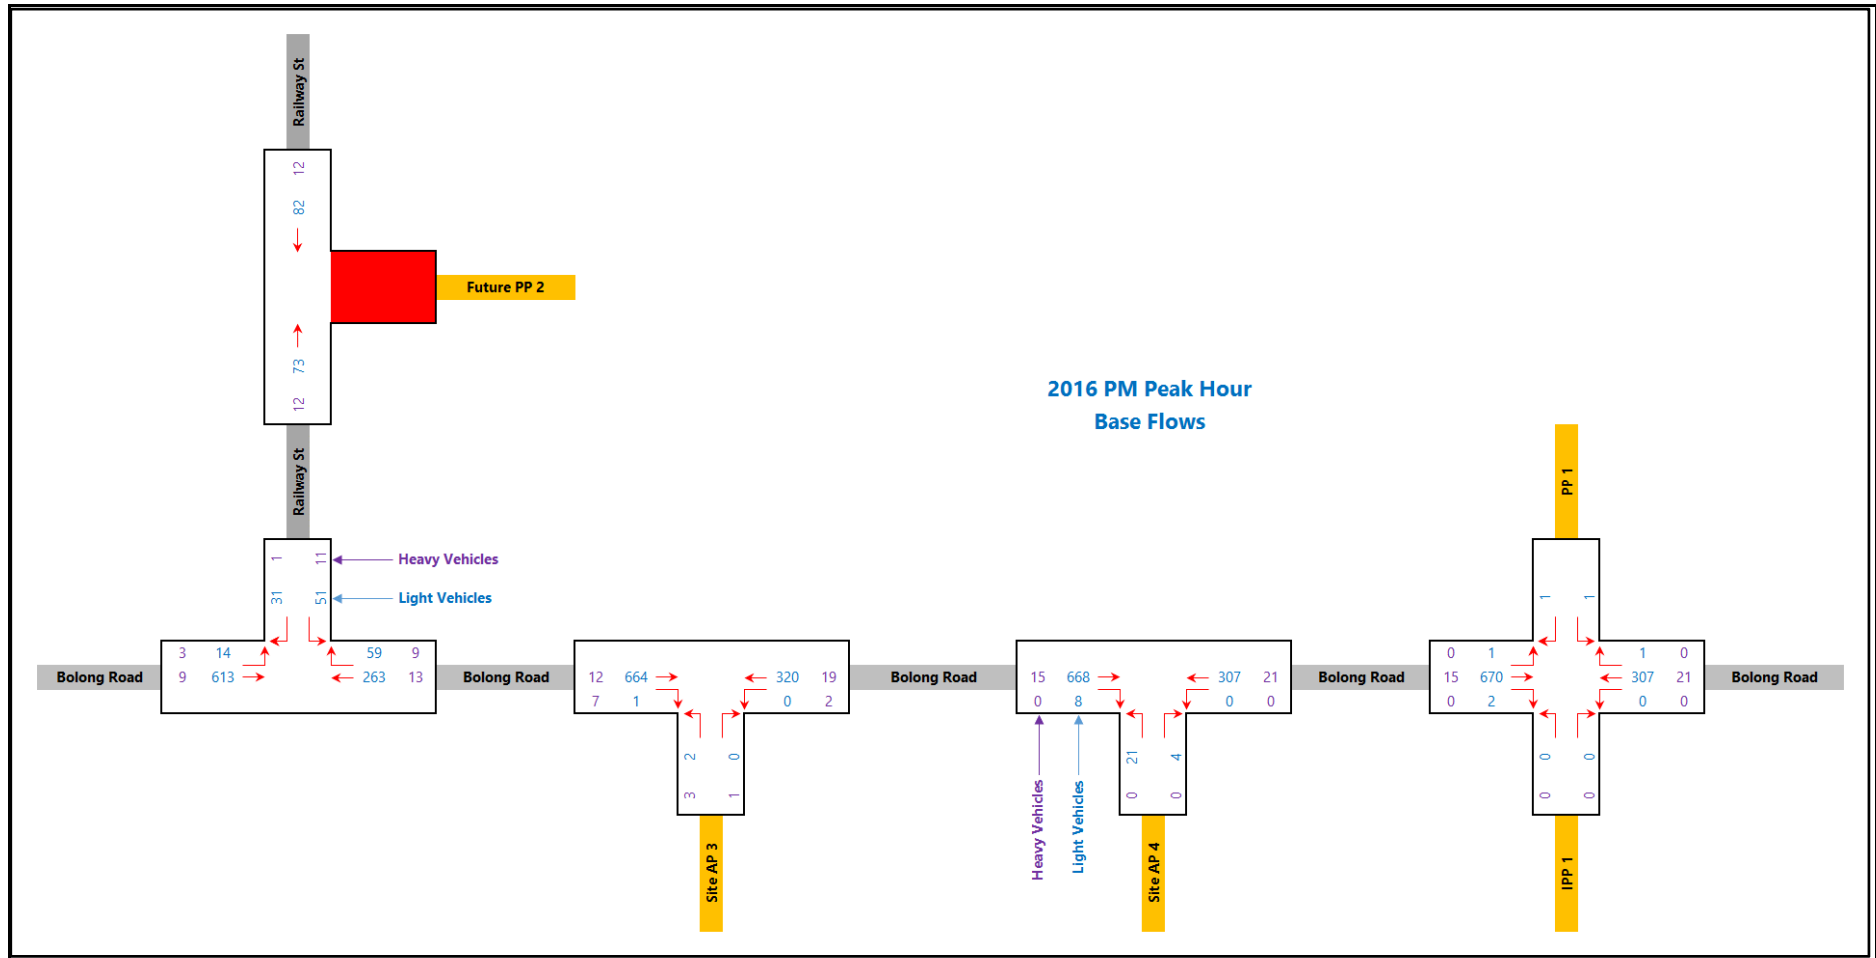 Railway St
12
82
Future PP 2
73
12
2016 PM Peak Hour
Base Flows
Railway St
PP 1
1 11 Heavy Vehicles
31 51 Light Vehicles
1 1
3 14 59 9
0 1 1 0
Bolong Road 9 613 263 13 Bolong Road 12 664 320 19 Bolong Road 15 668 307 21 Bolong Road 15 670 307 21 Bolong Road
7 1 0 2
0 8 0 0
0 2 0 0
2 0
21 4
0 0
3 1
0 0
0 0
Heavy Vehicles
Light Vehicles
Site AP 3
Site AP 4
IPP 1